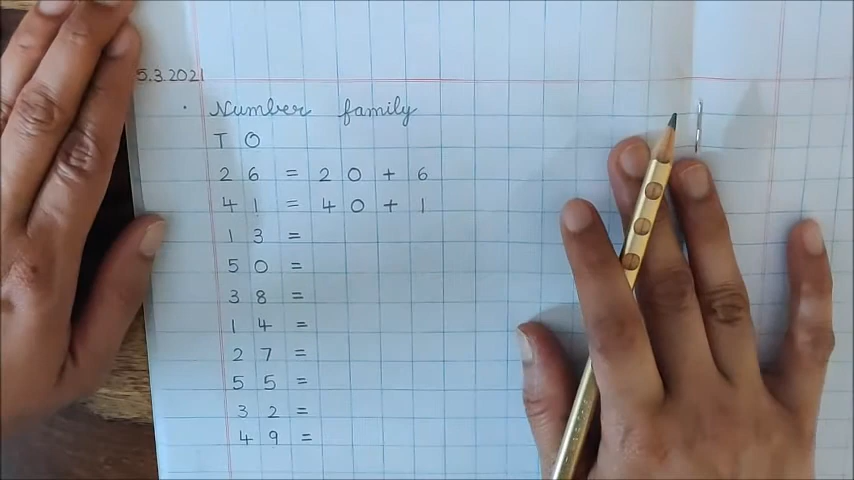 5.3.2021
. Number family
T O
2 6 = 2 0 + 6
4 1 = 4 0 + 1
1 3 =
5 0 =
3 8 =
1 4 =
2 7 =
5 5 =
3 2 =
4 9 =